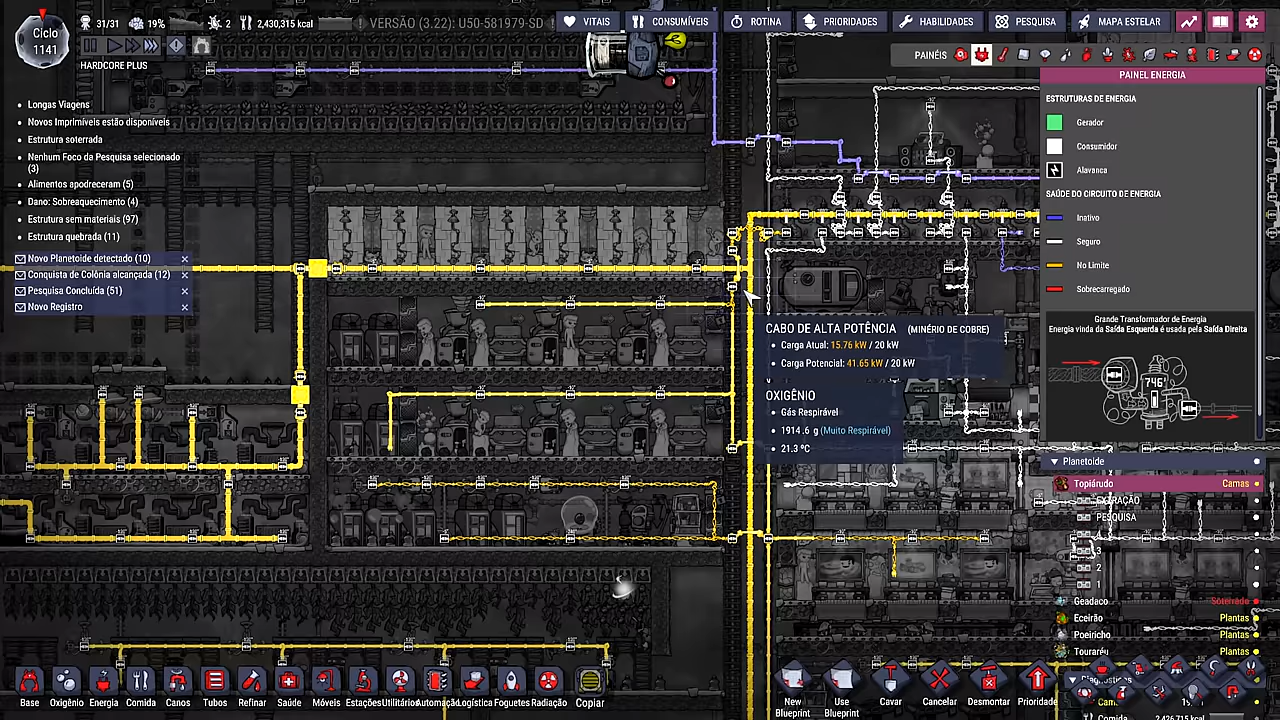 Ciclo
1141
31/31
19%
2
2,430,315 kcal
VERSÃO (3.22): U50-581979-SD
VITAIS
CONSUMÍVEIS
ROTINA
PRIORIDADES
HABILIDADES
PESQUISA
MAPA ESTELAR
HARDCORE PLUS
PAINÉIS
Longas Viagens
Novos Imprimíveis estão disponíveis
Estrutura soterrada
Nenhum Foco da Pesquisa selecionado
(3)
Alimentos apodreceram (5)
Dano: Sobreaquecimento (4)
Estrutura sem materiais (97)
Estrutura quebrada (11)
Novo Planetoide detectado (10)
Conquista de Colônia alcançada (12)
Pesquisa Concluída (51)
Novo Registro
PAINEL ENERGIA
ESTRUTURAS DE ENERGIA
Gerador
Consumidor
Alavanca
SAÚDE DO CIRCUITO DE ENERGIA
Inativo
Seguro
No Limite
Sobrecarregado
Grande Transformador de Energia
Energia vinda da Saída Esquerda é usada pela Saída Direita
CABO DE ALTA POTÊNCIA (MINÉRIO DE COBRE)
Carga Atual: 15.76 kW / 20 kW
Carga Potencial: 41.65 kW / 20 kW
OXIGÊNIO
Gás Respirável
1914.6 g (Muito Respirável)
21.3 ºC
Planetoide
Topiárudo Camas
EXTRAÇÃO
PESQUISA
3
2
1
Geadaco Soterrado
Eceirão Plantas
Poeiricho Plantas
Touraréu Plantas
Energia
Comida
Canos
Tubos
Refinar
Saúde
Móveis
Estações
Utilitários
Automação
Logística
Foguetes
Radiação
Copiar
New
Blueprint
Use
Blueprint
Cavar
Cancelar
Desmontar
Prioridade